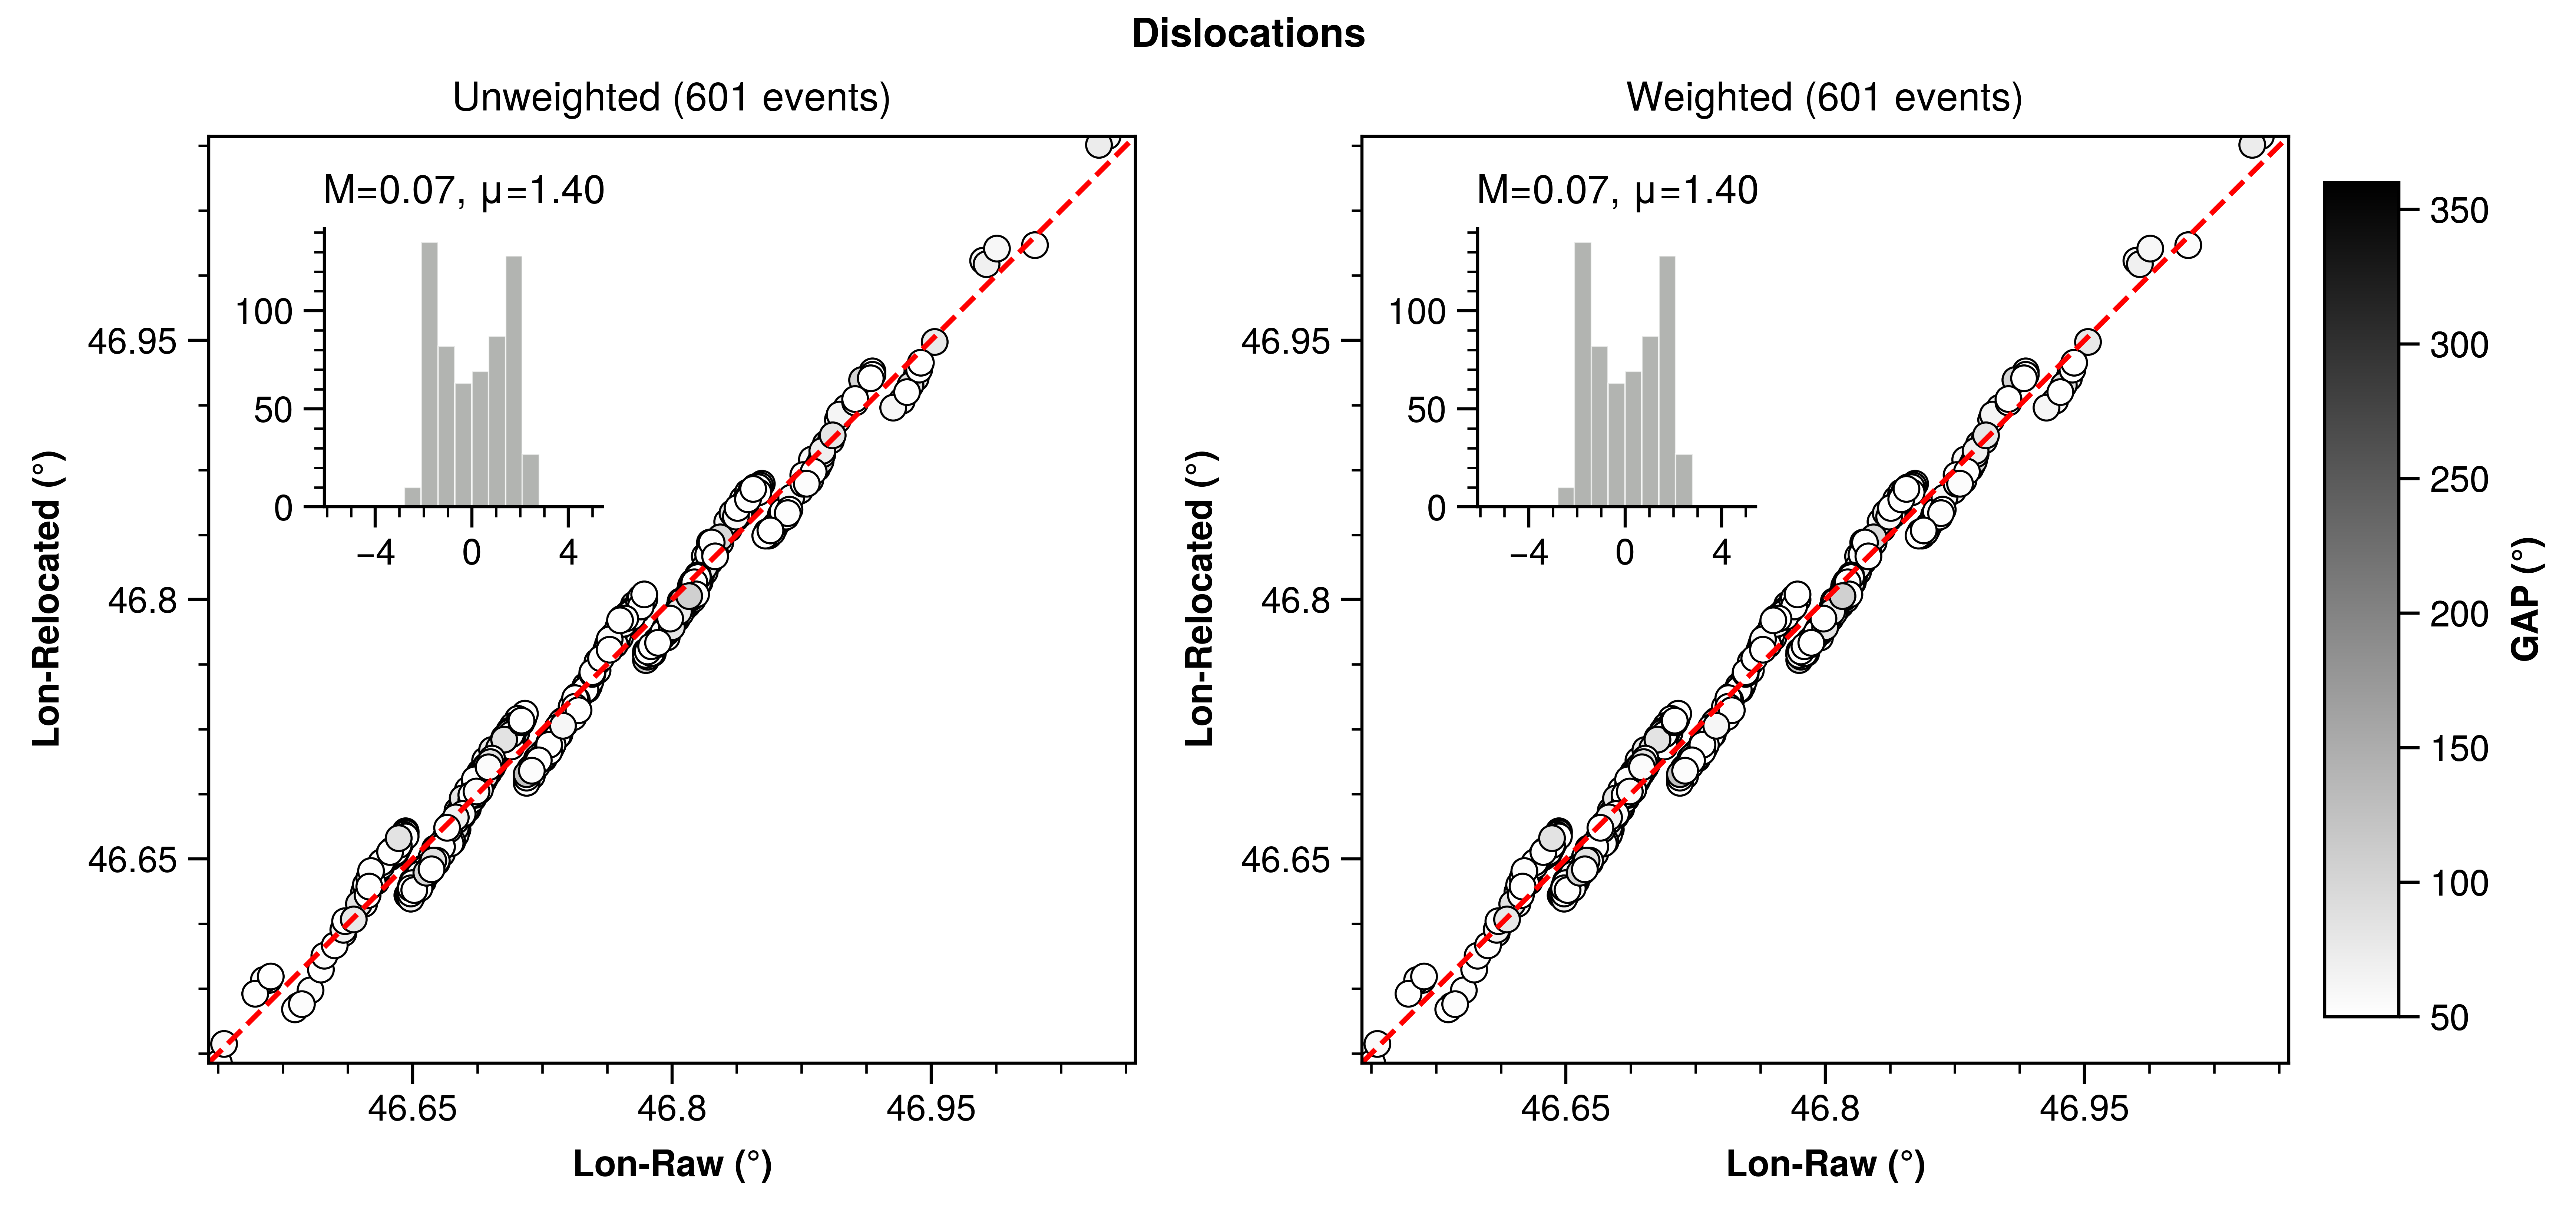 Dislocations
Unweighted (601 events)
M=0.07, μ=1.40
100
50
0
−4 0 4
46.95
46.8
46.65
Lon-Relocated (°)
46.65 46.8 46.95
Lon-Raw (°)
Weighted (601 events)
M=0.07, μ=1.40
100
50
0
−4 0 4
46.95
46.8
46.65
Lon-Relocated (°)
46.65 46.8 46.95
Lon-Raw (°)
350
300
250
200
150
100
50
GAP (°)